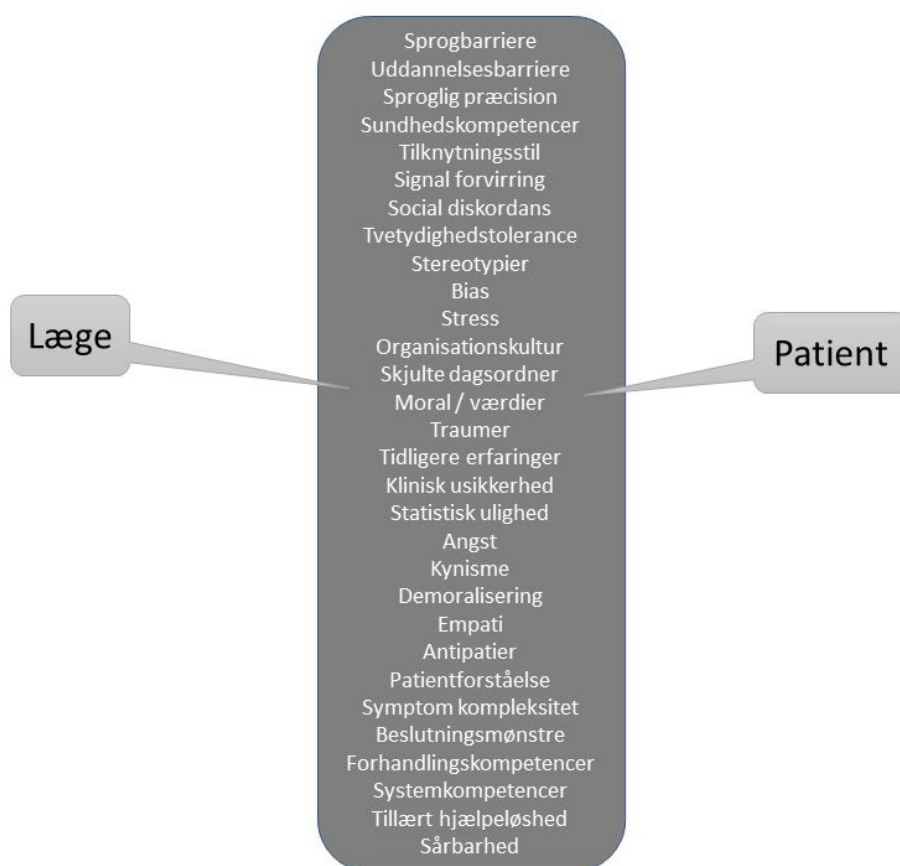 Sprogbarriere
Uddannelsesbarriere
Sproglig præcision
Sundhedskompetencer
Tilknytningsstil
Signal forvirring
Social diskordans
Tvetydighedstolerance
Stereotypier
Bias
Stress
Organisationskultur
Skjulte dagsordner
Moral / værdier
Traumer
Tidligere erfaringer
Klinisk usikkerhed
Statistisk ulighed
Angst
Kynisme
Demoralisering
Empati
Antipatier
Patientforståelse
Symptom kompleksitet
Beslutningsmønstre
Forhandlingskompetencer
Systemkompetencer
Tillært hjælpeløshed
Sårbarhed
Læge
Patient